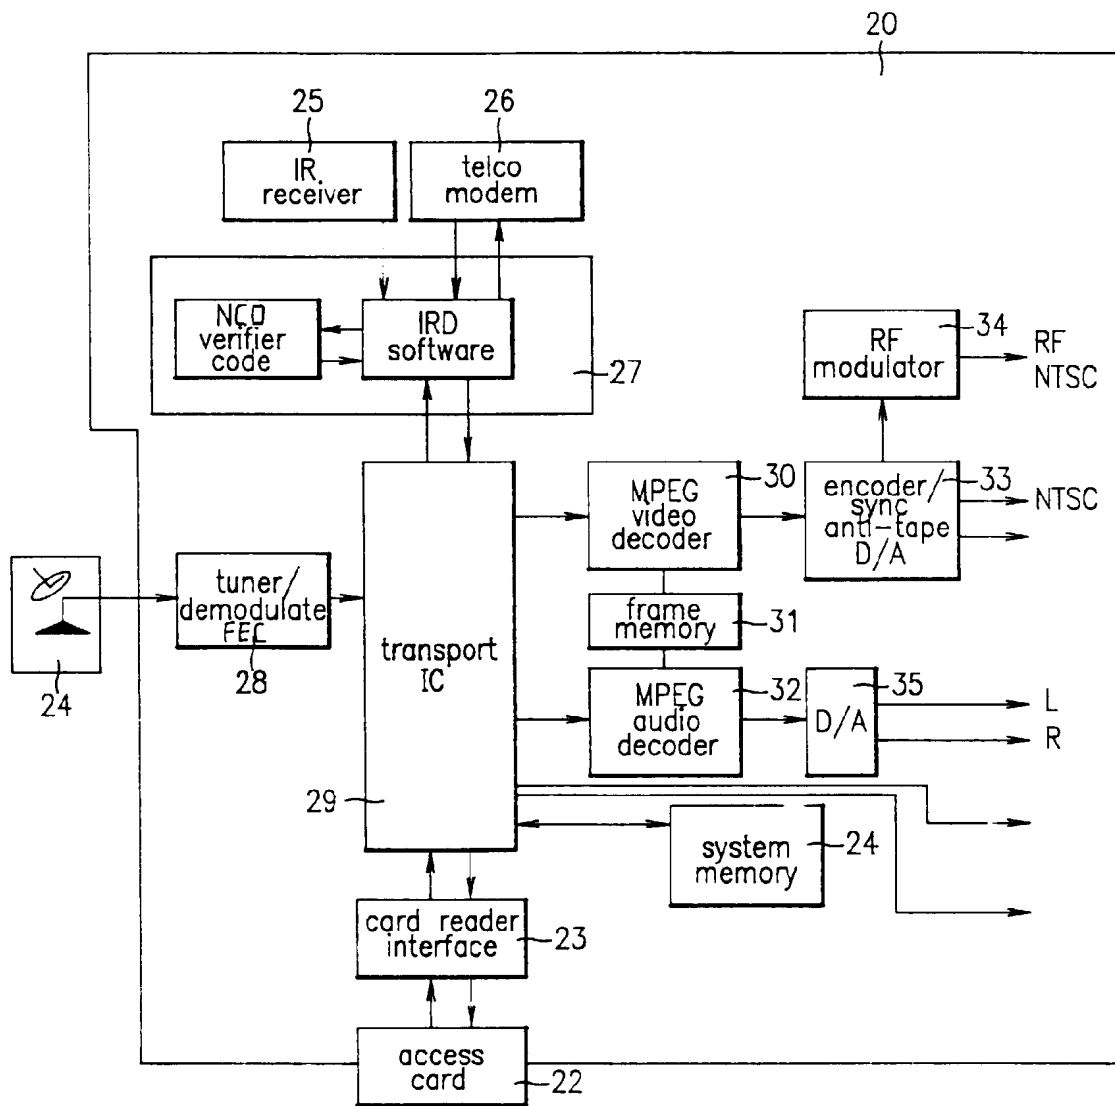 20
25
26
IR
receiver
telco
modem
NCO
verifier
code
IRD
software
27
RF
modulator
34
RF
NTSC
MPEG
video
decoder
30
encoder/
sync
anti-tape
D/A
33
NTSC
tuner/
demodulate
FEC
28
24
transport
IC
29
frame
memory
31
MPEG
audio
decoder
32
D/A
35
L
R
system
memory
24
card reader
interface
23
access
card
22